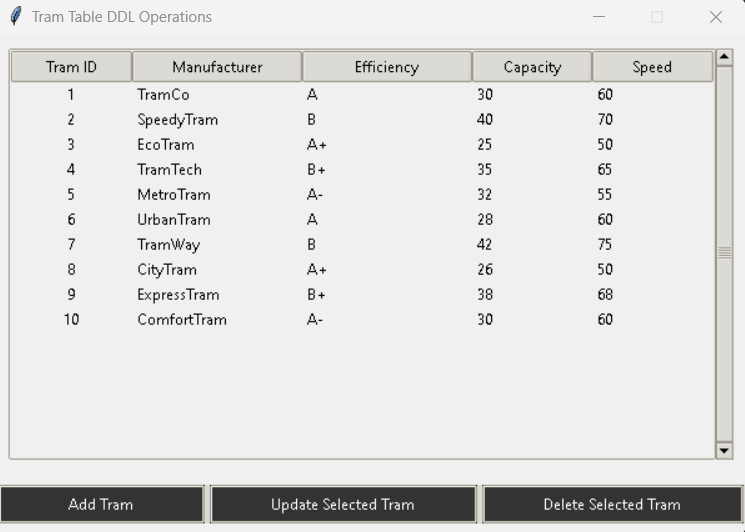 Tram Table DDL Operations
Tram ID Manufacturer Efficiency Capacity Speed
1 TramCo A 30 60
2 SpeedyTram B 40 70
3 EcoTram A+ 25 50
4 TramTech B+ 35 65
5 MetroTram A- 32 55
6 UrbanTram A 28 60
7 TramWay B 42 75
8 CityTram A+ 26 50
9 ExpressTram B+ 38 68
10 ComfortTram A- 30 60
Add Tram Update Selected Tram Delete Selected Tram